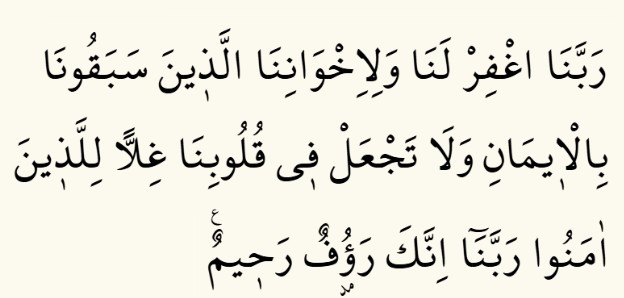 رَبَّنَا اغْفِرْ لَنَا وَلِاِخْوَانِنَا الَّذٖينَ سَبَقُونَا
بِالْاٖيمَانِ وَلَا تَجْعَلْ فٖى قُلُوبِنَا غِلًّا لِلَّذٖينَ
اٰمَنُوا رَبَّنَٓا اِنَّكَ رَؤُفٌ رَحٖيمٌ ع